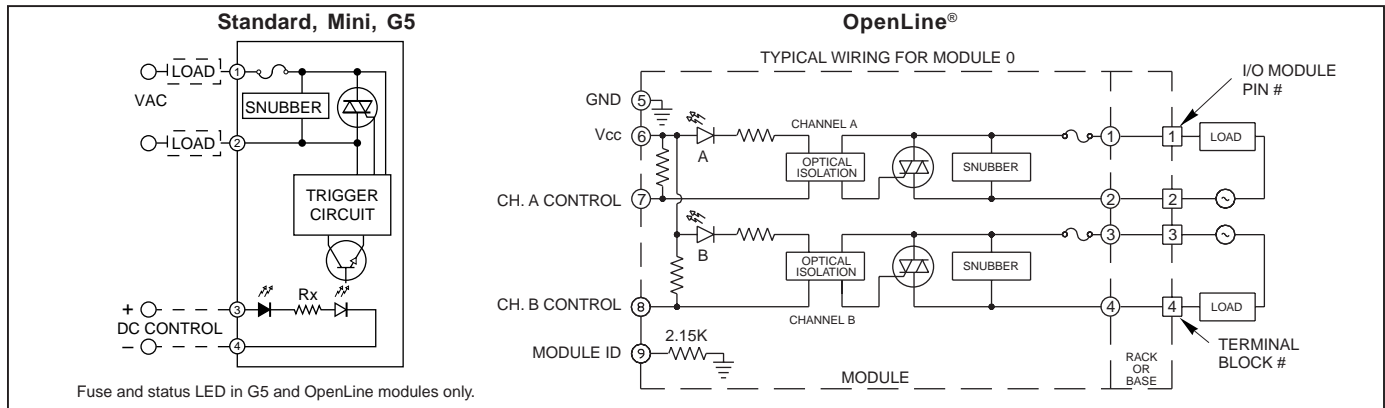 Standard, Mini, G5
LOAD
1
VAC
SNUBBER
LOAD
2
TRIGGER
CIRCUIT
+
3
Rx
DC CONTROL
–
4
Fuse and status LED in G5 and OpenLine modules only.
OpenLine®
TYPICAL WIRING FOR MODULE 0
I/O MODULE
PIN #
GND
5
Vcc
6
A
CHANNEL A
OPTICAL
ISOLATION
SNUBBER
1
1
LOAD
CH. A CONTROL
7
2
2
~
B
OPTICAL
ISOLATION
SNUBBER
3
3
~
CH. B CONTROL
8
CHANNEL B
4
4
LOAD
MODULE ID
9
2.15K
MODULE
RACK
OR
BASE
TERMINAL
BLOCK #